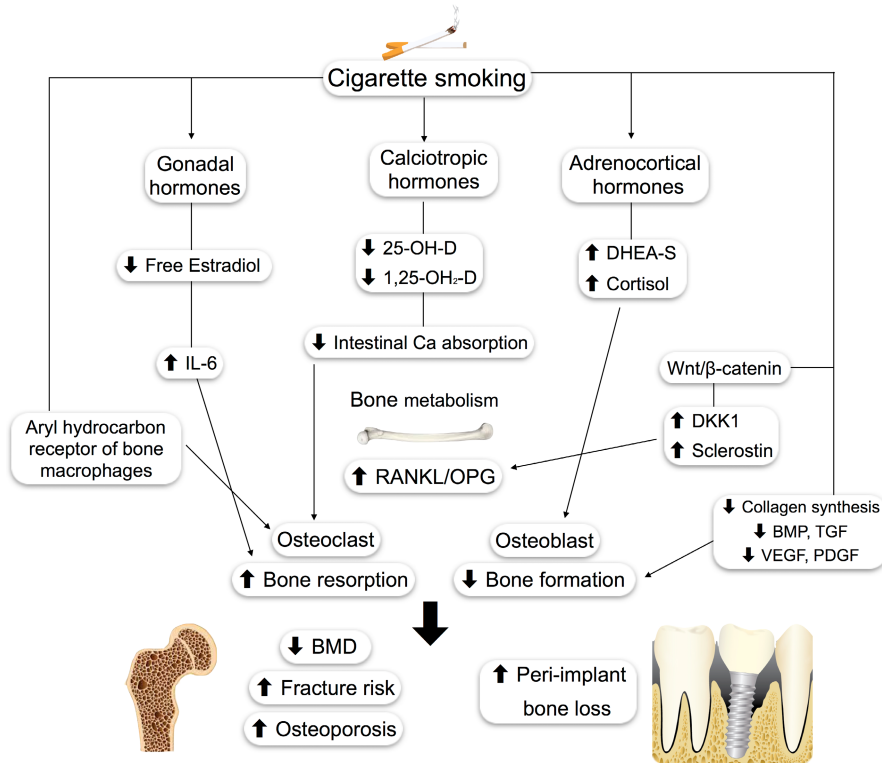 Cigarette smoking
Gonadal
hormones
Calciotropic
hormones
Adrenocortical
hormones
⬇ Free Estradiol
⬇ 25-OH-D
⬇ 1,25-OH₂-D
⬆ DHEA-S
⬆ Cortisol
⬆ IL-6
⬇ Intestinal Ca absorption
Wnt/β-catenin
⬆ DKK1
⬆ Sclerostin
Aryl hydrocarbon
receptor of bone
macrophages
Bone metabolism
⬆ RANKL/OPG
⬇ Collagen synthesis
⬇ BMP, TGF
⬇ VEGF, PDGF
Osteoclast
⬆ Bone resorption
Osteoblast
⬇ Bone formation
⬇ BMD
⬆ Fracture risk
⬆ Osteoporosis
⬆ Peri-implant
bone loss